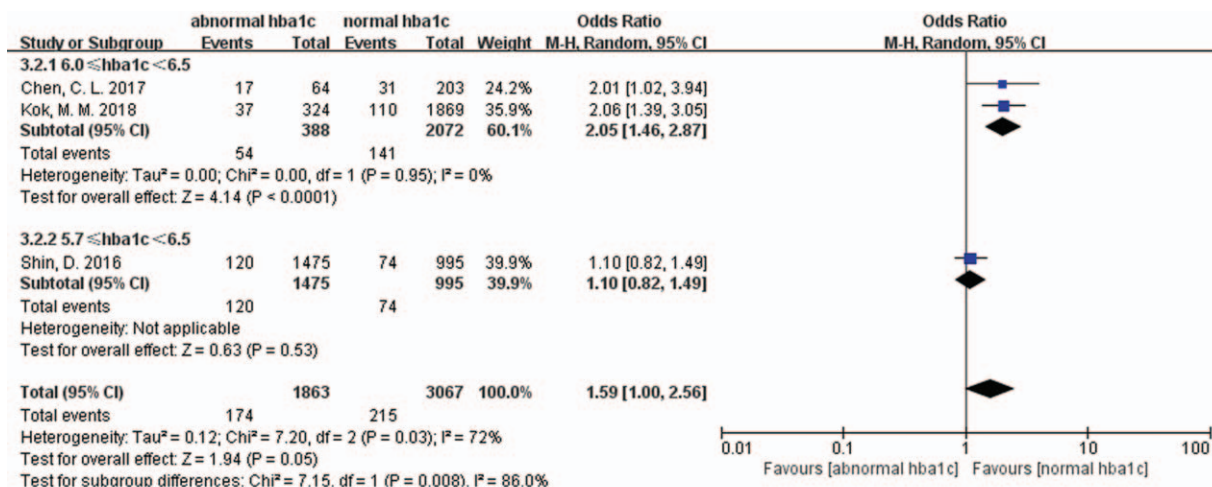 abnormal hba1c normal hba1c Odds Ratio Odds Ratio
Study or Subgroup Events Total Events Total Weight M-H, Random, 95% CI M-H, Random, 95% CI
3.2.1 6.0≤hba1c<6.5
Chen, C. L. 2017 17 64 31 203 24.2% 2.01 [1.02, 3.94]
Kok, M. M. 2018 37 324 110 1869 35.9% 2.06 [1.39, 3.05]
Subtotal (95% CI) 388 2072 60.1% 2.05 [1.46, 2.87]
Total events 54 141
Heterogeneity: Tau² = 0.00; Chi² = 0.00, df = 1 (P = 0.95); I² = 0%
Test for overall effect: Z = 4.14 (P < 0.0001)
3.2.2 5.7≤hba1c<6.5
Shin, D. 2016 120 1475 74 995 39.9% 1.10 [0.82, 1.49]
Subtotal (95% CI) 1475 995 39.9% 1.10 [0.82, 1.49]
Total events 120 74
Heterogeneity: Not applicable
Test for overall effect: Z = 0.63 (P = 0.53)
Total (95% CI) 1863 3067 100.0% 1.59 [1.00, 2.56]
Total events 174 215
Heterogeneity: Tau² = 0.12; Chi² = 7.20, df = 2 (P = 0.03); I² = 72%
Test for overall effect: Z = 1.94 (P = 0.05)
Test for subgroup differences: Chi² = 7.15, df = 1 (P = 0.008), I² = 86.0%
0.01 0.1 1 10 100
Favours [abnormal hba1c] Favours [normal hba1c]